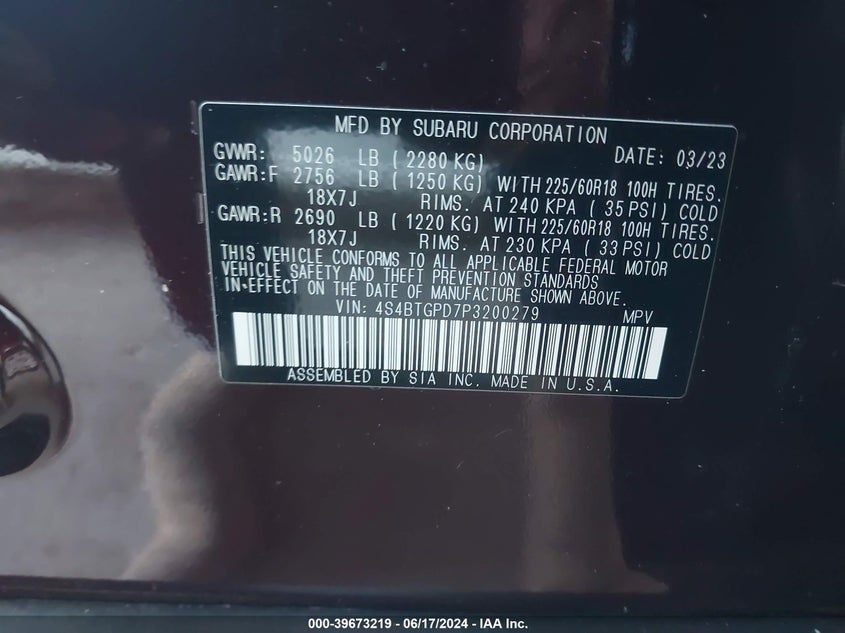 MFD BY SUBARU CORPORATION
GVWR: 5026 LB ( 2280 KG) DATE: 03/23
GAWR:F 2756 LB ( 1250 KG) WITH 225/60R18 100H TIRES.
18X7J RIMS. AT 240 KPA ( 35 PSI) COLD
GAWR:R 2690 LB ( 1220 KG) WITH 225/60R18 100H TIRES.
18X7J RIMS. AT 230 KPA ( 33 PSI) COLD
THIS VEHICLE CONFORMS TO ALL APPLICABLE FEDERAL MOTOR
VEHICLE SAFETY AND THEFT PREVENTION STANDARDS
IN EFFECT ON THE DATE OF MANUFACTURE SHOWN ABOVE.
VIN: 4S4BTGPD7P3200279 MPV
ASSEMBLED BY SIA INC. MADE IN U.S.A.
000-39673219 - 06/17/2024 - IAA Inc.